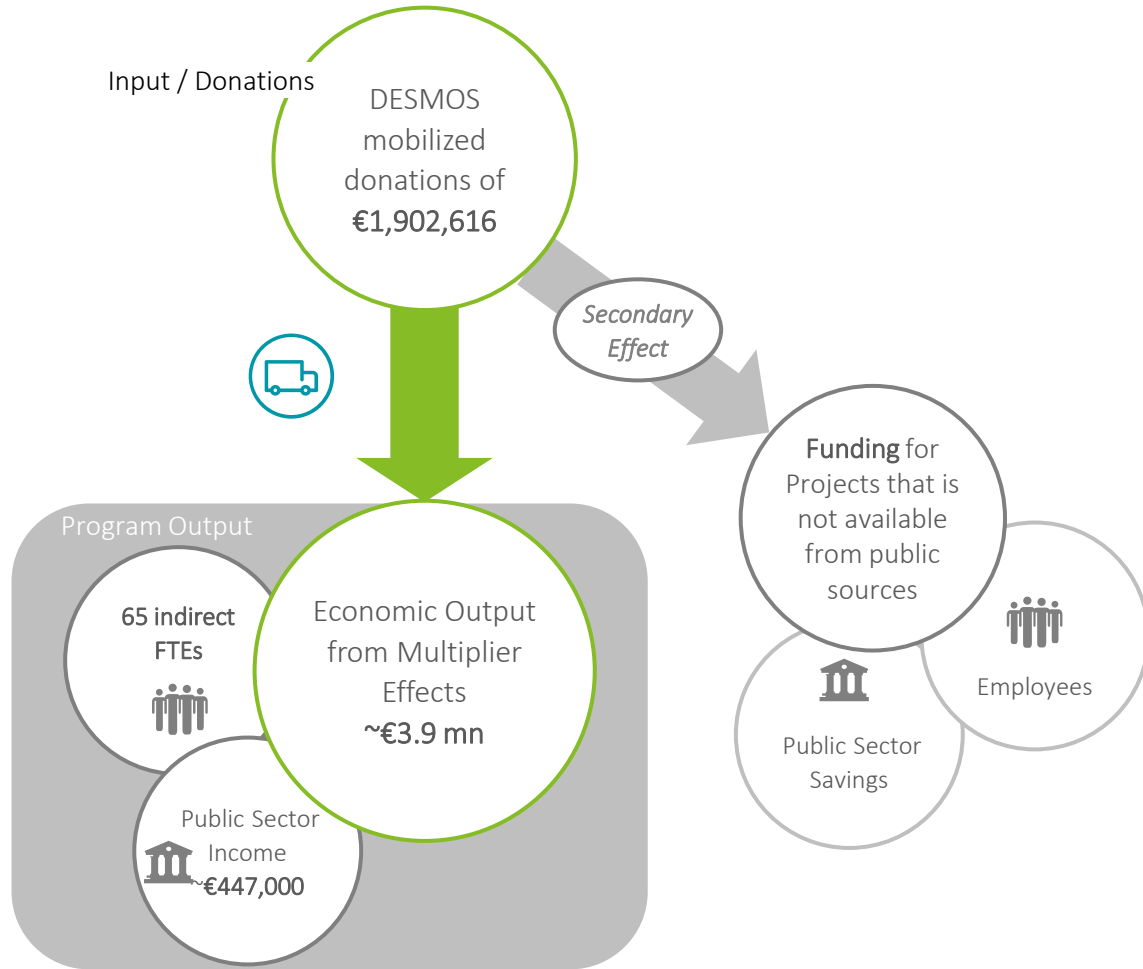 Input / Donations
DESMOS
mobilized
donations of
€1,902,616
Secondary
Effect
Program Output
65 indirect
FTEs
Economic Output
from Multiplier
Effects
~€3.9 mn
Public Sector
Income
~€447,000
Funding for
Projects that is
not available
from public
sources
Employees
Public Sector
Savings